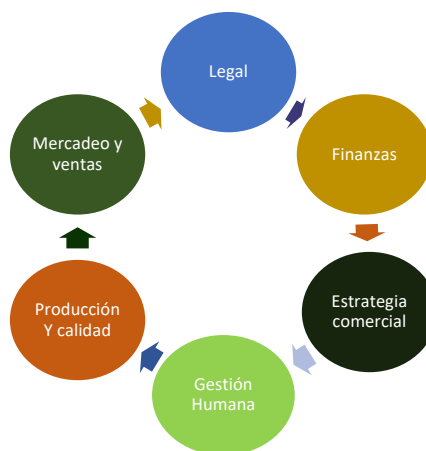 Legal
Finanzas
Estrategia
comercial
Gestión
Humana
Producción
Y calidad
Mercadeo y
ventas